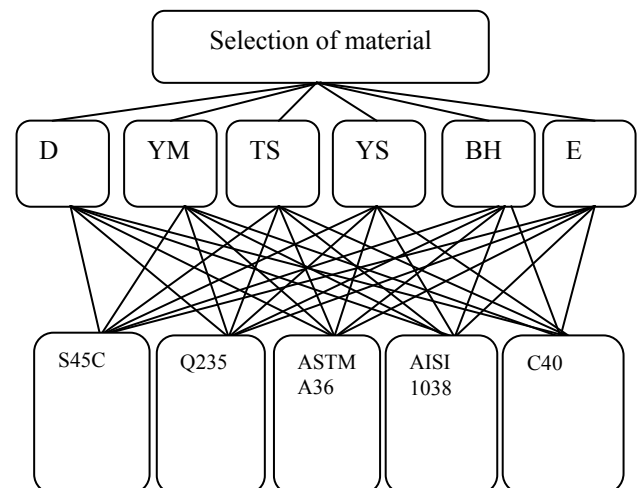 Selection of material
D
YM
TS
YS
BH
E
S45C
Q235
ASTM
A36
AISI
1038
C40